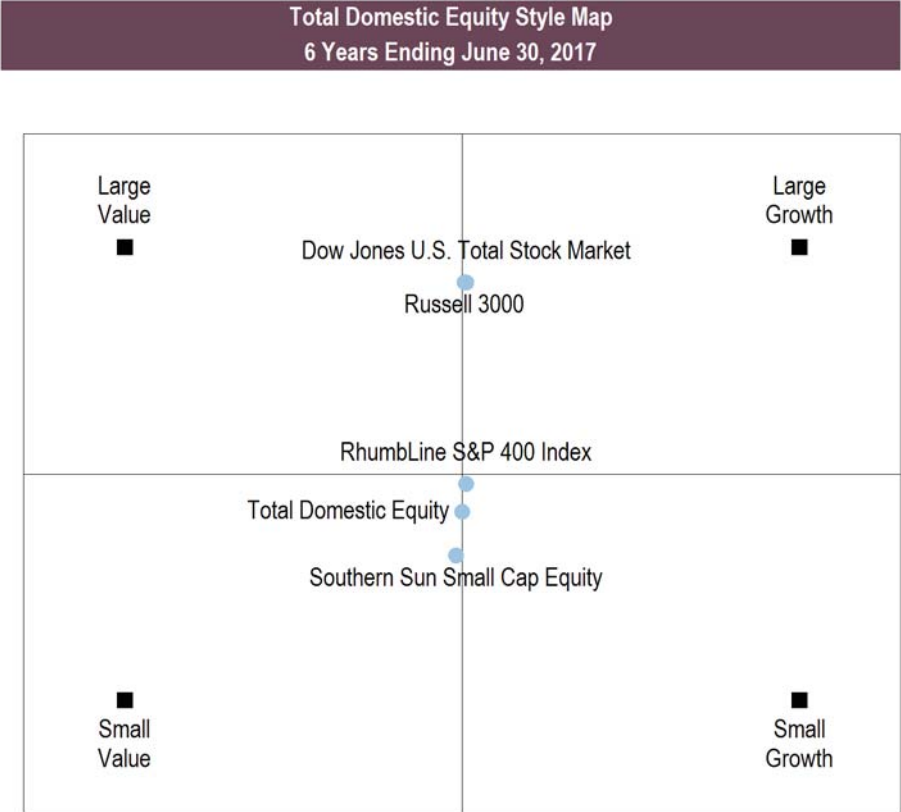 Total Domestic Equity Style Map
6 Years Ending June 30, 2017
Large
Value
Large
Growth
Dow Jones U.S. Total Stock Market
Russell 3000
RhumbLine S&P 400 Index
Total Domestic Equity
Southern Sun Small Cap Equity
Small
Value
Small
Growth